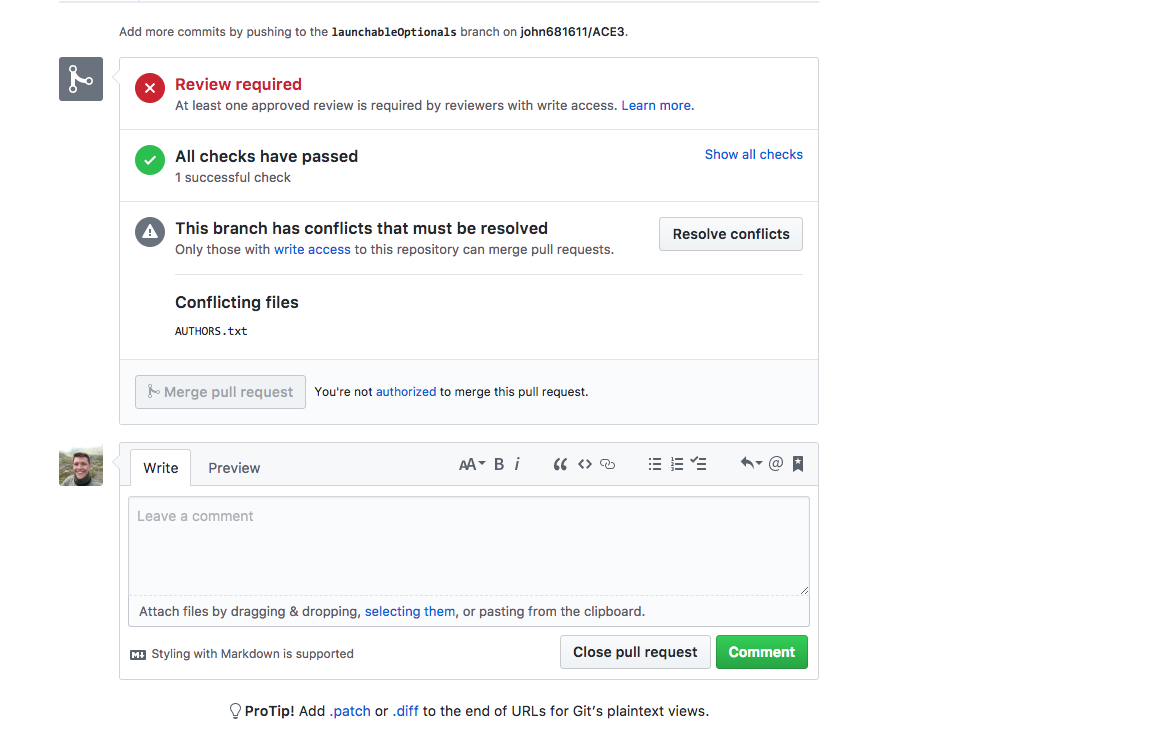 Add more commits by pushing to the launchableOptionals branch on john681611/ACE3.
Review required
At least one approved review is required by reviewers with write access. Learn more.
All checks have passed
Show all checks
1 successful check
This branch has conflicts that must be resolved
Resolve conflicts
Only those with write access to this repository can merge pull requests.
Conflicting files
AUTHORS.txt
Merge pull request
You're not authorized to merge this pull request.
Write
Preview
AA B i
Leave a comment
Attach files by dragging & dropping, selecting them, or pasting from the clipboard.
Styling with Markdown is supported
Close pull request
Comment
ProTip! Add .patch or .diff to the end of URLs for Git's plaintext views.